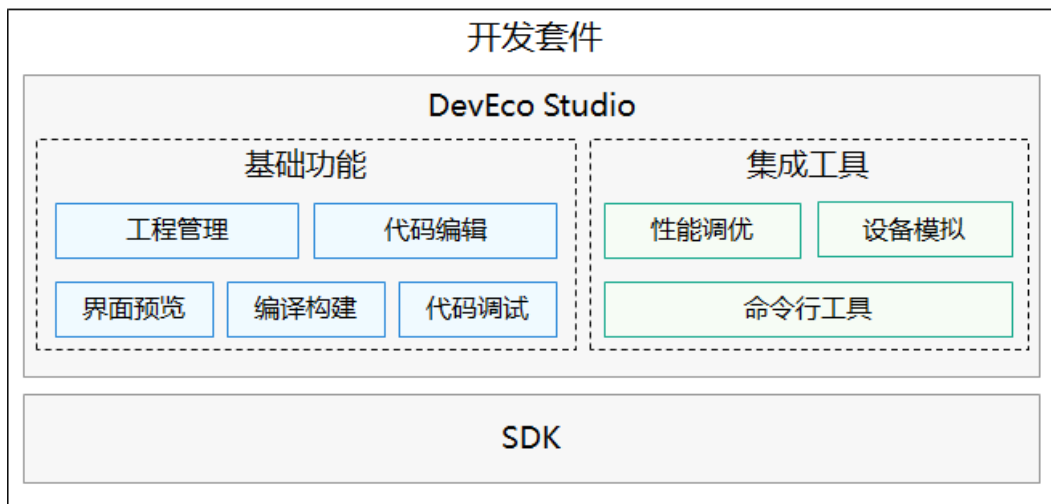 开发套件
DevEco Studio
基础功能
集成工具
工程管理
代码编辑
性能调优
设备模拟
界面预览
编译构建
代码调试
命令行工具
SDK